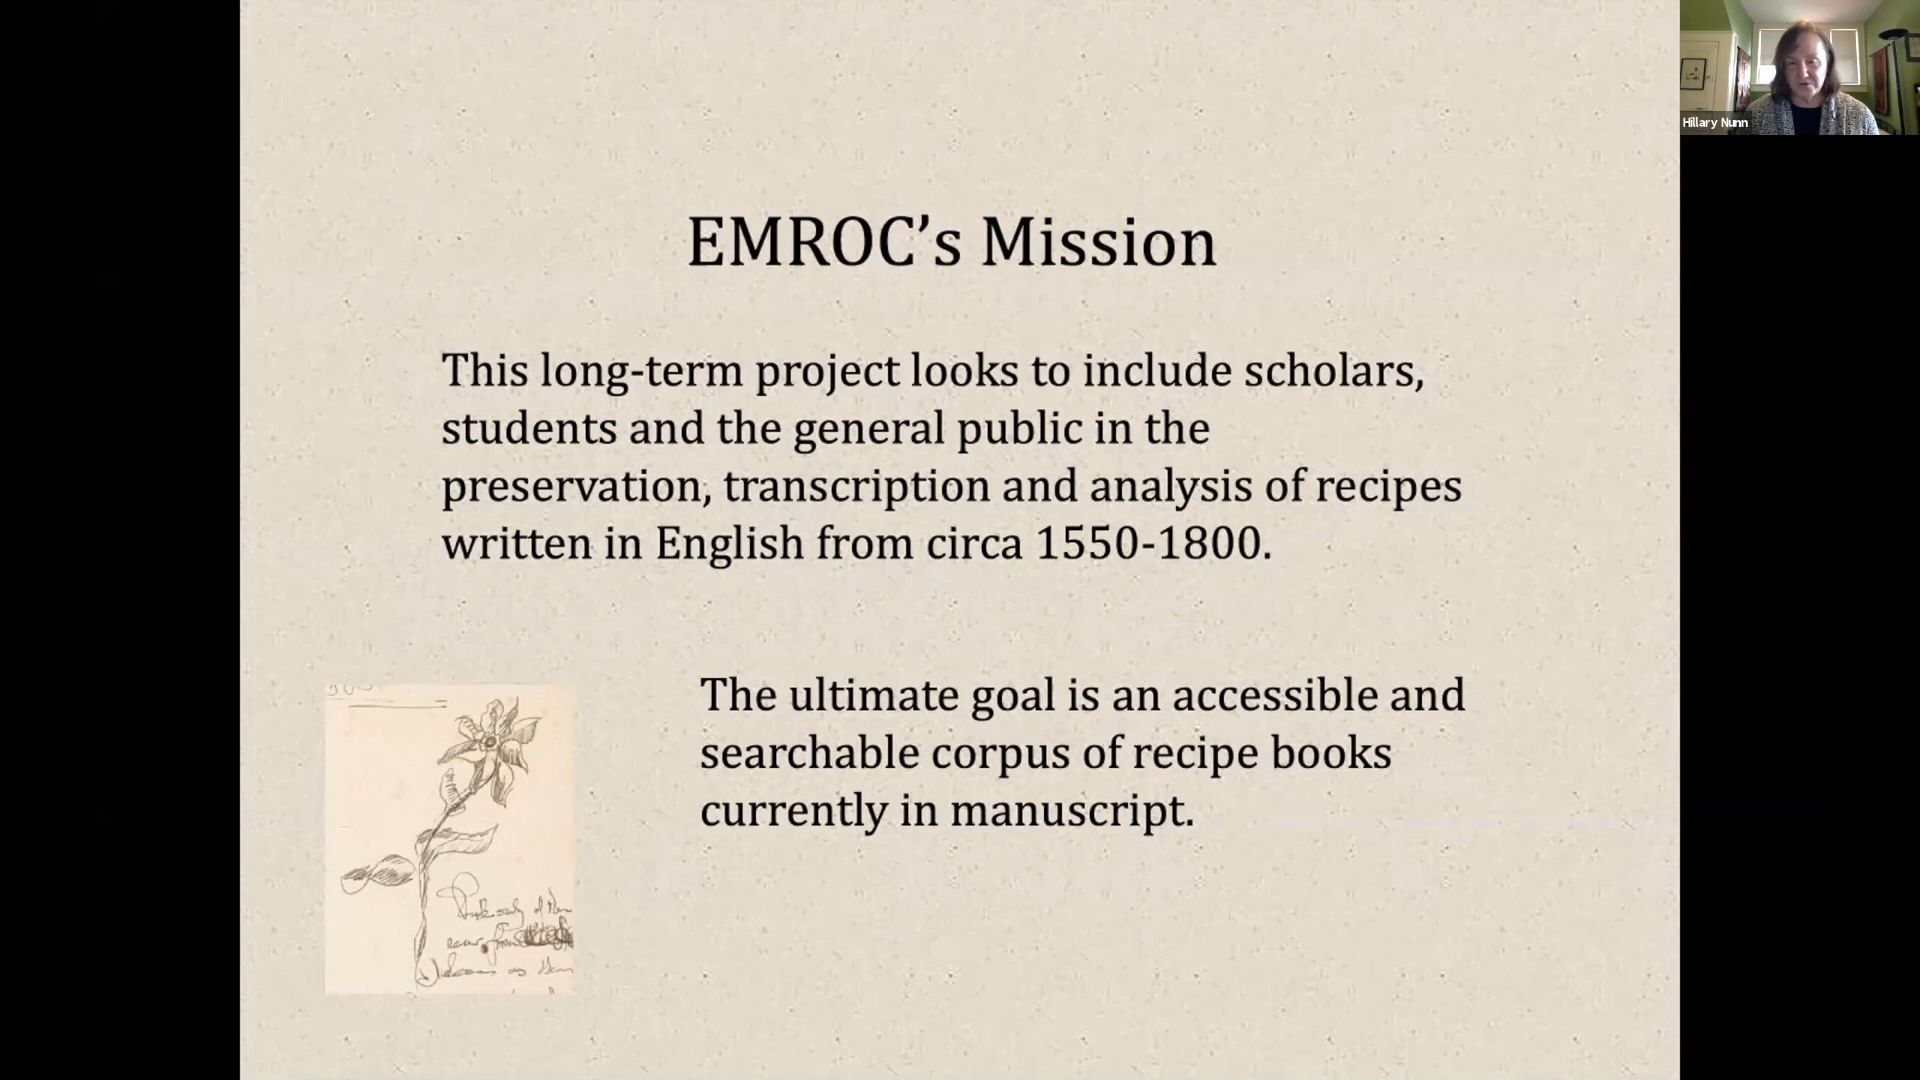 EMROC’s Mission
This long-term project looks to include scholars,
students and the general public in the
preservation, transcription and analysis of recipes
written in English from circa 1550-1800.
The ultimate goal is an accessible and
searchable corpus of recipe books
currently in manuscript.
Hillary Nunn